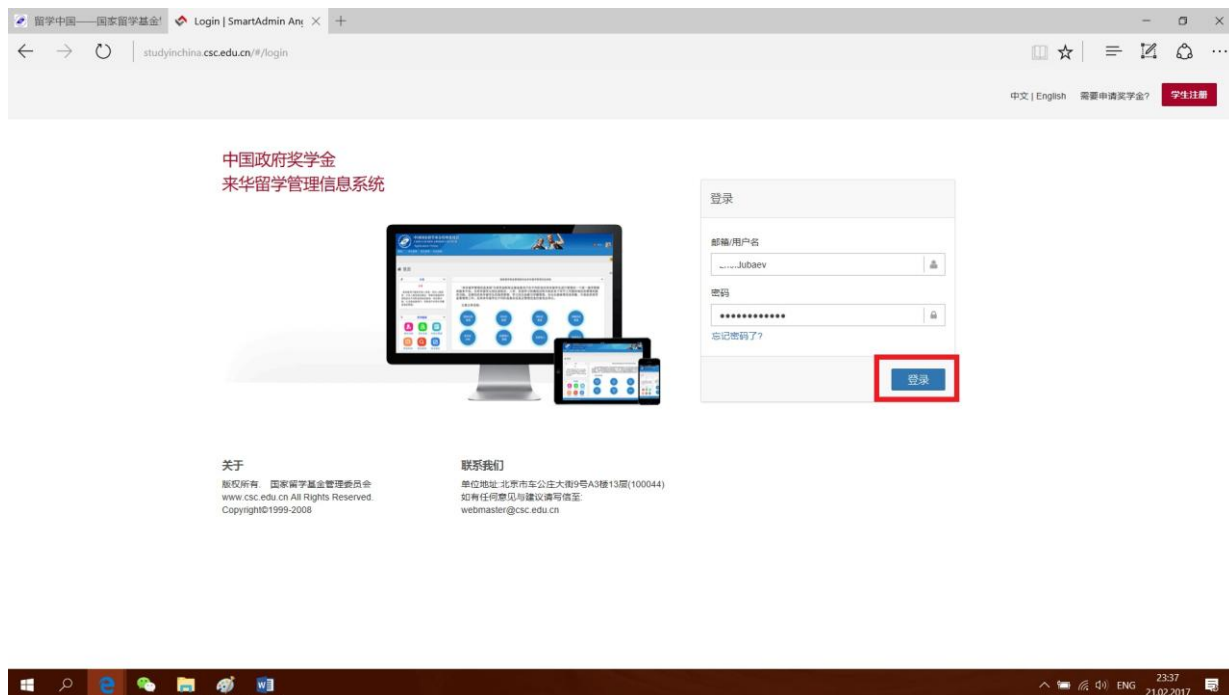 留学中国——国家留学基金
Login | SmartAdmin Ang
studyinchina.csc.edu.cn/#/login
中文 | English 需要申请奖学金? 学生注册
中国政府奖学金
来华留学管理信息系统
登录
邮箱/用户名
lubaev
密码
忘记密码了?
登录
关于
版权所有. 国家留学基金管理委员会
www.csc.edu.cn All Rights Reserved.
Copyright©1999-2008
联系我们
单位地址:北京市车公庄大街9号A3楼13层(100044)
如有任何意见与建议请写信至:
webmaster@csc.edu.cn
ENG
23:37
21.02.2017